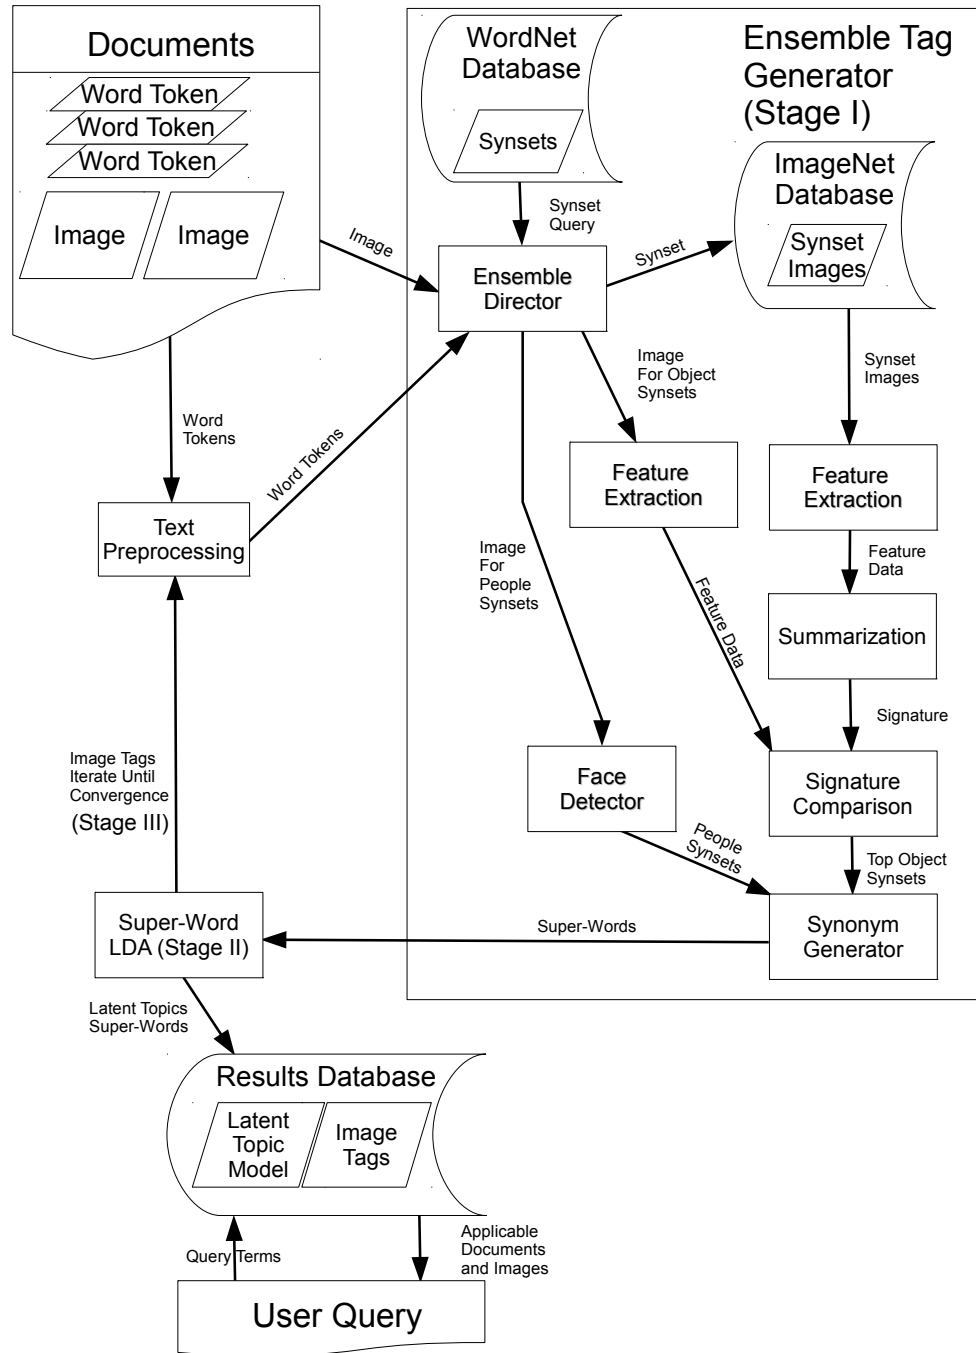 Documents
Word Token
Word Token
Word Token
Image
Image
WordNet
Database
Synsets
Ensemble Tag
Generator
(Stage I)
ImageNet
Database
Synset
Images
Synset
Query
Image
Ensemble
Director
Synset
Image
For Object
Synsets
Synset
Images
Word
Tokens
Word Tokens
Text
Preprocessing
Feature
Extraction
Feature
Extraction
Image
For
People
Synsets
Feature Data
Feature
Data
Summarization
Signature
Image Tags
Iterate Until
Convergence
(Stage III)
Face
Detector
Signature
Comparison
People
Synsets
Top Object
Synsets
Super-Word
LDA (Stage II)
Super-Words
Synonym
Generator
Latent Topics
Super-Words
Results Database
Latent
Topic
Model
Image
Tags
Query Terms
Applicable
Documents
and Images
User Query